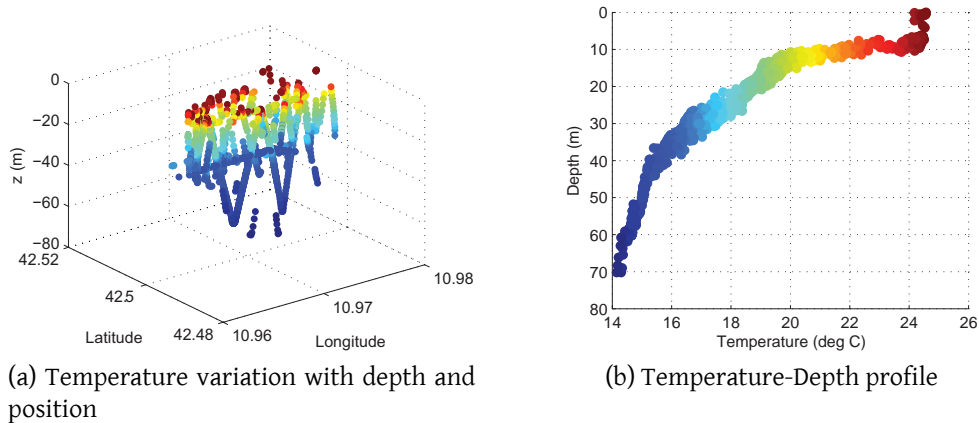 0
−20
−40
−60
−80
z (m)
42.52
42.5
42.48
Latitude
10.96
10.97
10.98
Longitude
(a) Temperature variation with depth and
position
0
10
20
30
40
50
60
70
80
Depth (m)
14 16 18 20 22 24 26
Temperature (deg C)
(b) Temperature-Depth profile